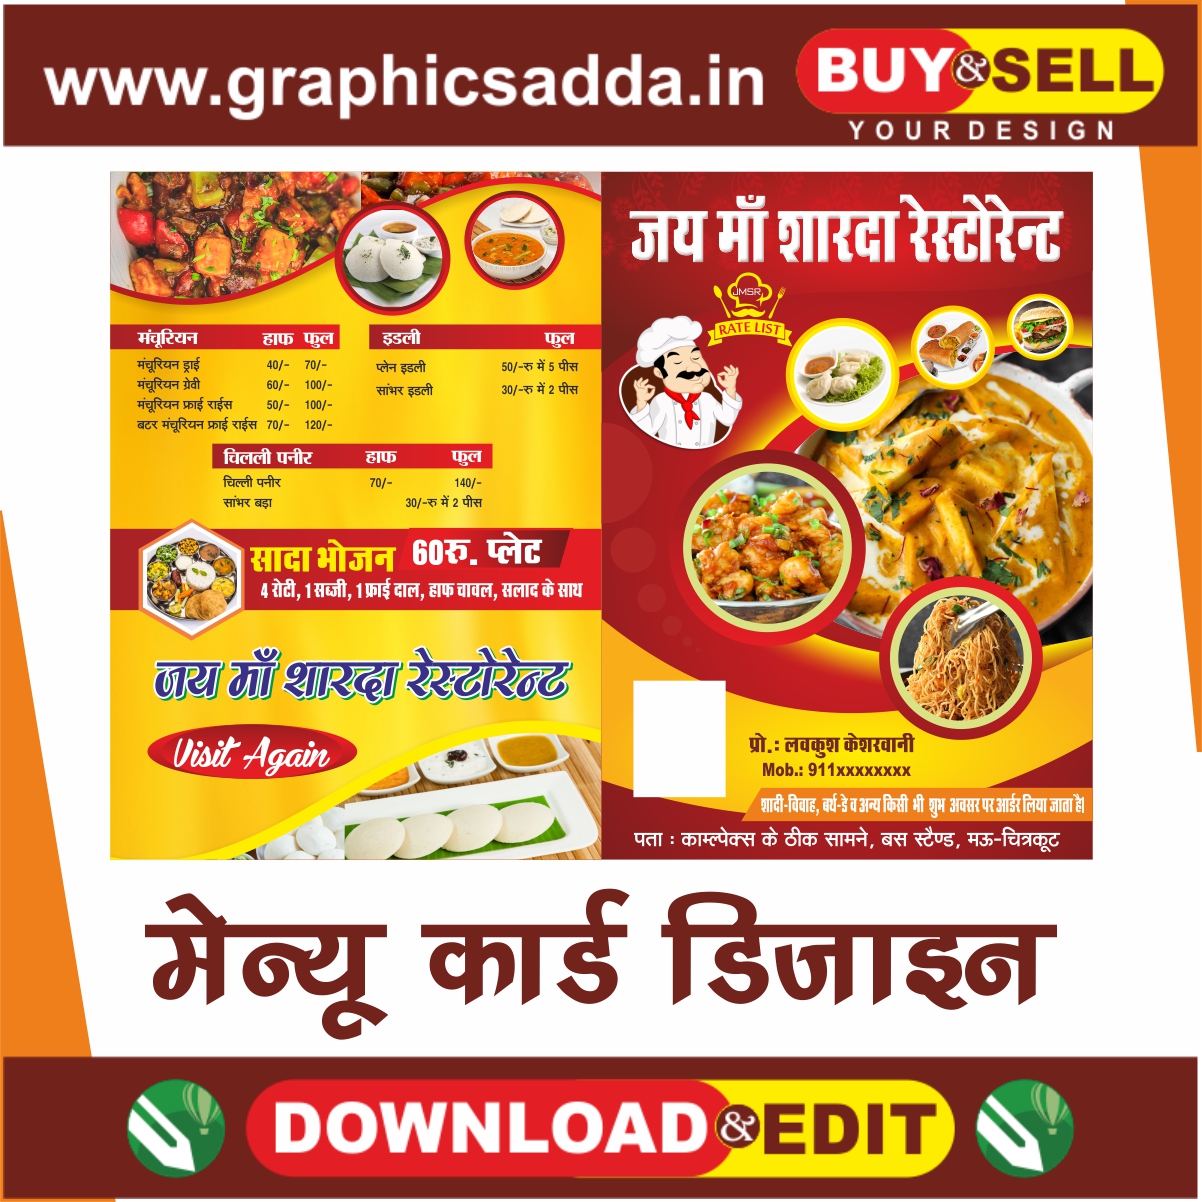 www.graphicsadda.in
BUY&SELL
YOUR DESIGN
मंचूरियन हाफ फुल
मंचूरियन ड्राई 40/- 70/-
मंचूरियन ग्रेवी 60/- 100/-
मंचूरियन फ्राई राईस 50/- 100/-
बटर मंचूरियन फ्राई राईस 70/- 120/-
इडली फुल
प्लेन इडली 50/-रु में 5 पीस
सांभर इडली 30/-रु में 2 पीस
चिलली पनीर हाफ फुल
चिल्ली पनीर 70/- 140/-
सांभर बड़ा 30/-रु में 2 पीस
सादा भोजन 60रू. प्लेट
4 रोटी, 1 सब्जी, 1 फ्राई दाल, हाफ चावल, सलाद के साथ
जय माँ शारदा रेस्टोरेन्ट
Visit Again
जय माँ शारदा रेस्टोरेन्ट
JMSR
RATE LIST
प्रो.: लवकुश केशरवानी
Mob.: 911xxxxxxxx
शादी-विवाह, बर्थ-डे व अन्य किसी भी शुभ अवसर पर आर्डर लिया जाता है।
पता : काम्प्लेक्स के ठीक सामने, बस स्टैण्ड, मऊ-चित्रकूट
मेन्यू कार्ड डिजाइन
DOWNLOAD&EDIT